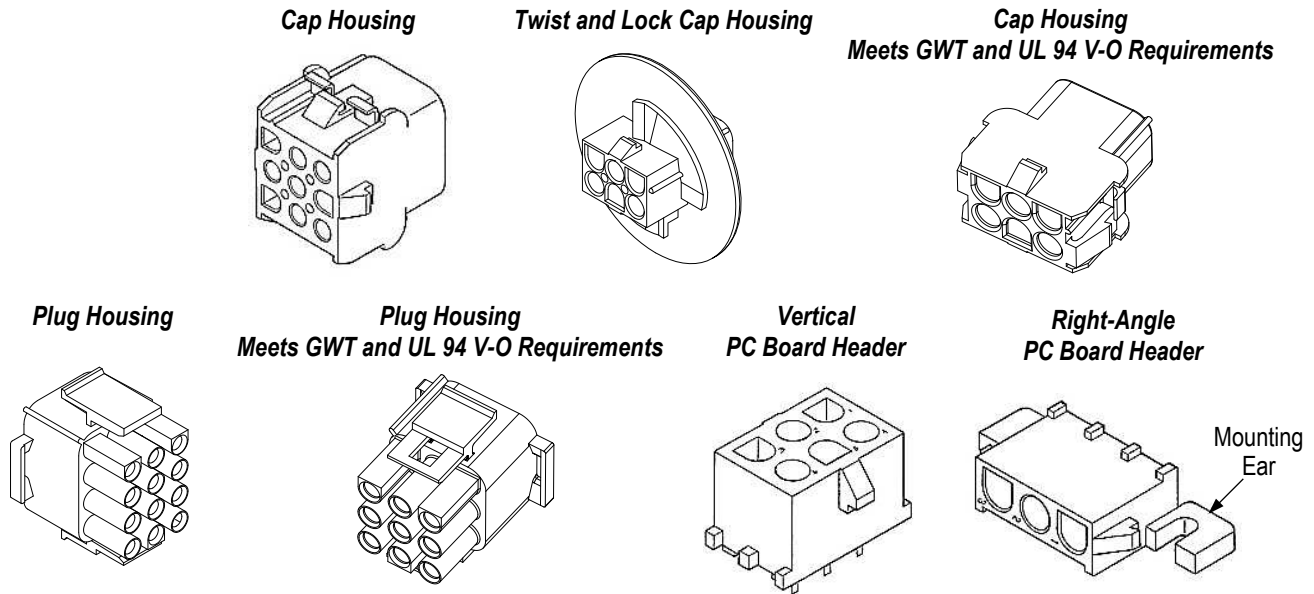 Cap Housing
Twist and Lock Cap Housing
Cap Housing
Meets GWT and UL 94 V-O Requirements
Plug Housing
Plug Housing
Meets GWT and UL 94 V-O Requirements
Vertical
PC Board Header
Right-Angle
PC Board Header
Mounting
Ear